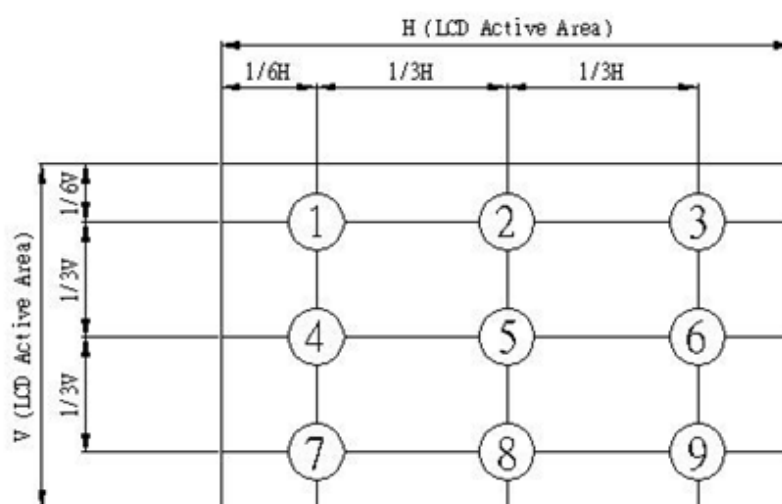 H (LCD Active Area)
1/6H 1/3H 1/3H
1/6V
1 2 3
V (LCD Active Area)
1/3V
4 5 6
1/3V
7 8 9